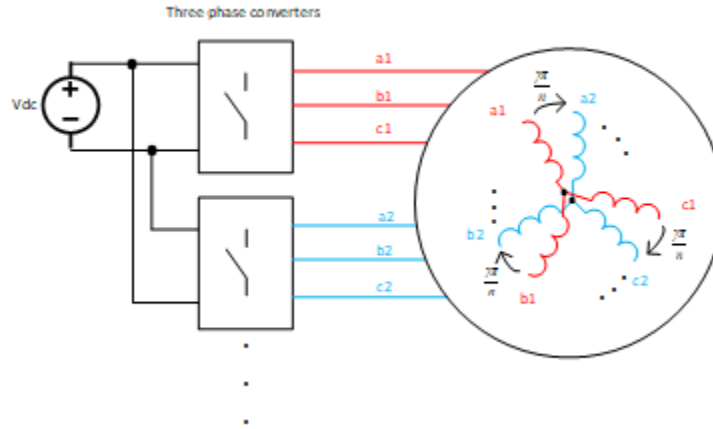 Three phase converters
a1
Vdc
b1
c1
a1
a2
a2
b2
c2
c1
b2
b1
c2